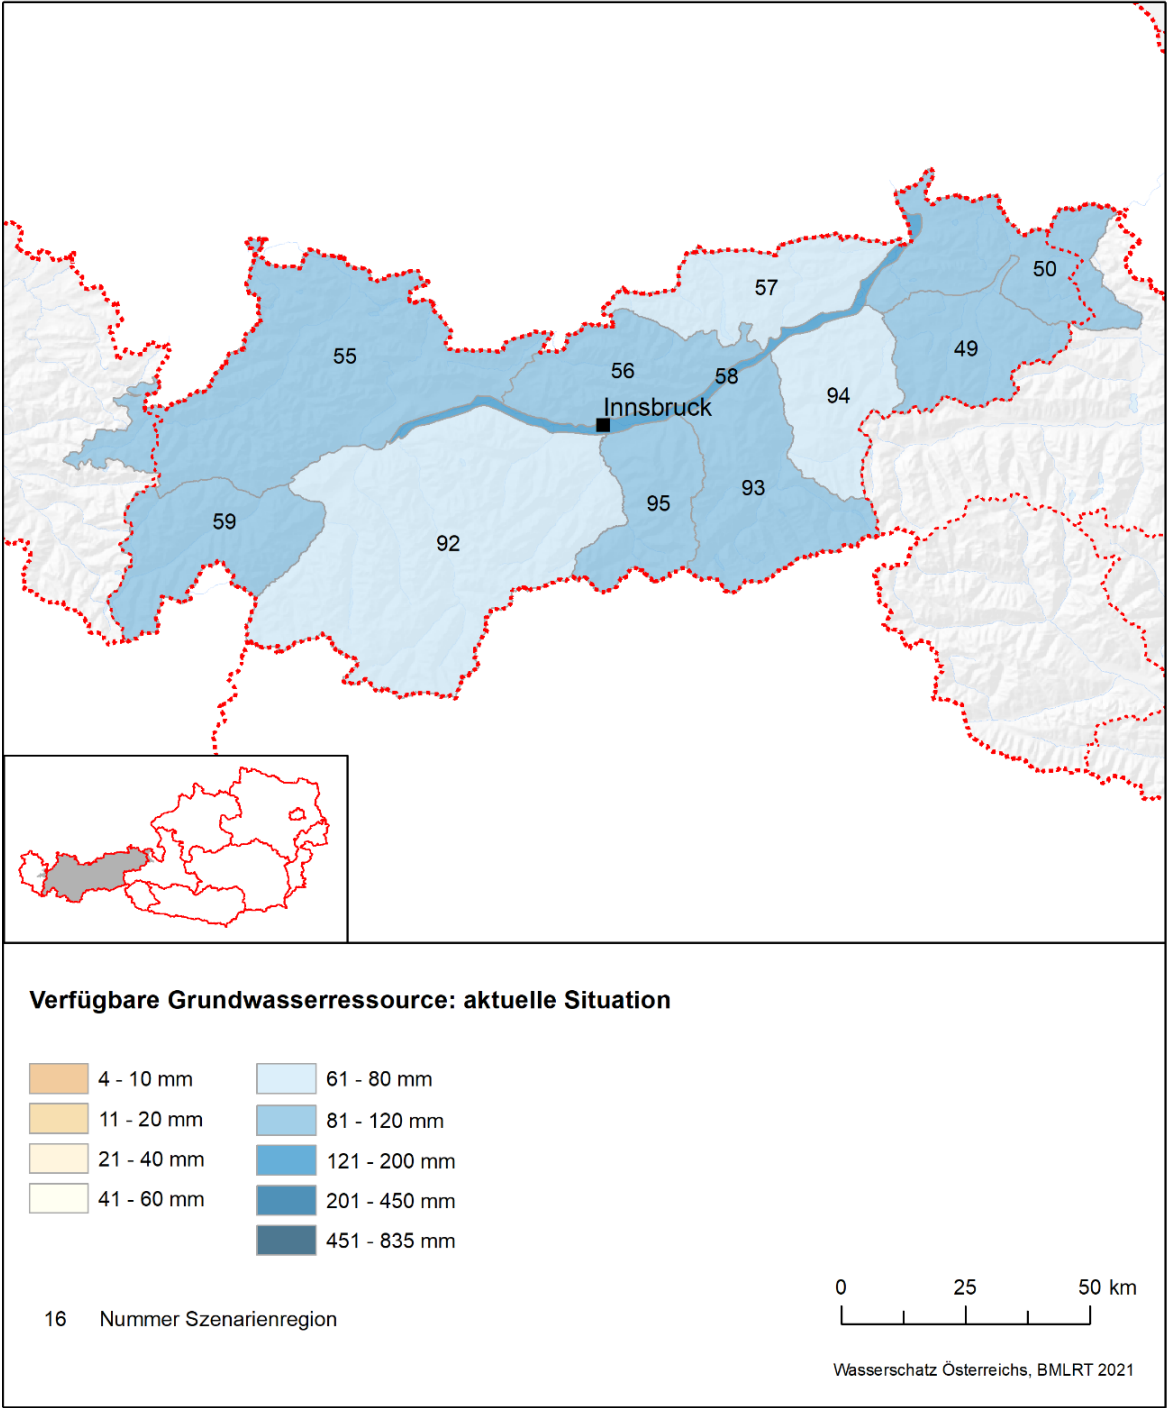 57
50
55
49
56
58
94
Innsbruck
93
95
59
92
Verfügbare Grundwasserressource: aktuelle Situation
4 - 10 mm
11 - 20 mm
21 - 40 mm
41 - 60 mm
61 - 80 mm
81 - 120 mm
121 - 200 mm
201 - 450 mm
451 - 835 mm
16 Nummer Szenarienregion
0 25 50 km
Wasserschatz Österreichs, BMLRT 2021